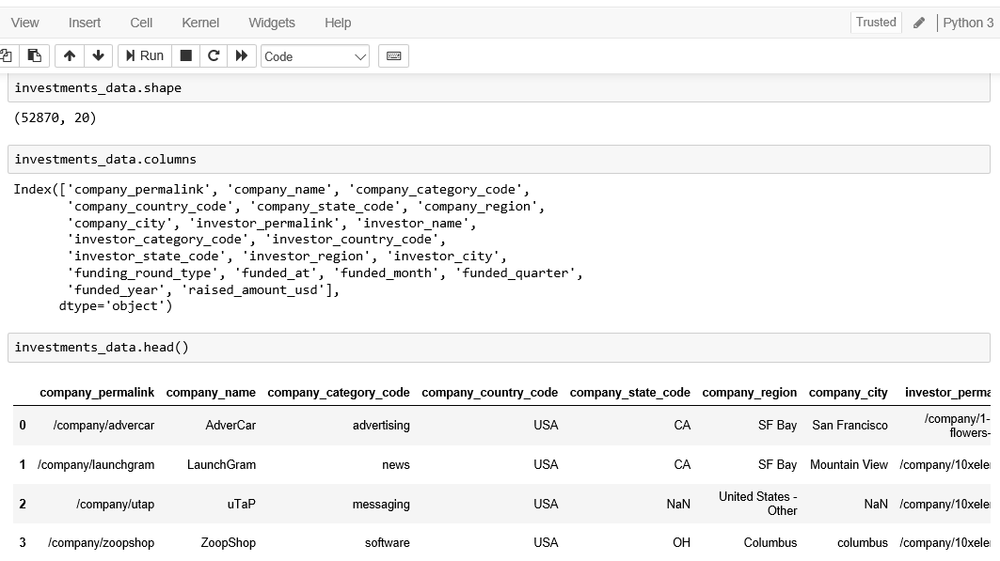 View Insert Cell Kernel Widgets Help Trusted Python 3
Run Code
investments_data.shape
(52870, 20)
investments_data.columns
Index(['company_permalink', 'company_name', 'company_category_code',
'company_country_code', 'company_state_code', 'company_region',
'company_city', 'investor_permalink', 'investor_name',
'investor_category_code', 'investor_country_code',
'investor_state_code', 'investor_region', 'investor_city',
'funding_round_type', 'funded_at', 'funded_month', 'funded_quarter',
'funded_year', 'raised_amount_usd'],
dtype='object')
investments_data.head()
company_permalink company_name company_category_code company_country_code company_state_code company_region company_city investor_perma
0 /company/advercar AdverCar advertising USA CA SF Bay San Francisco /company/1-
flowers-
1 /company/launchgram LaunchGram news USA CA SF Bay Mountain View /company/10xele
2 /company/utap uTaP messaging USA NaN United States -
Other NaN /company/10xele
3 /company/zoopshop ZoopShop software USA OH Columbus columbus /company/10xele